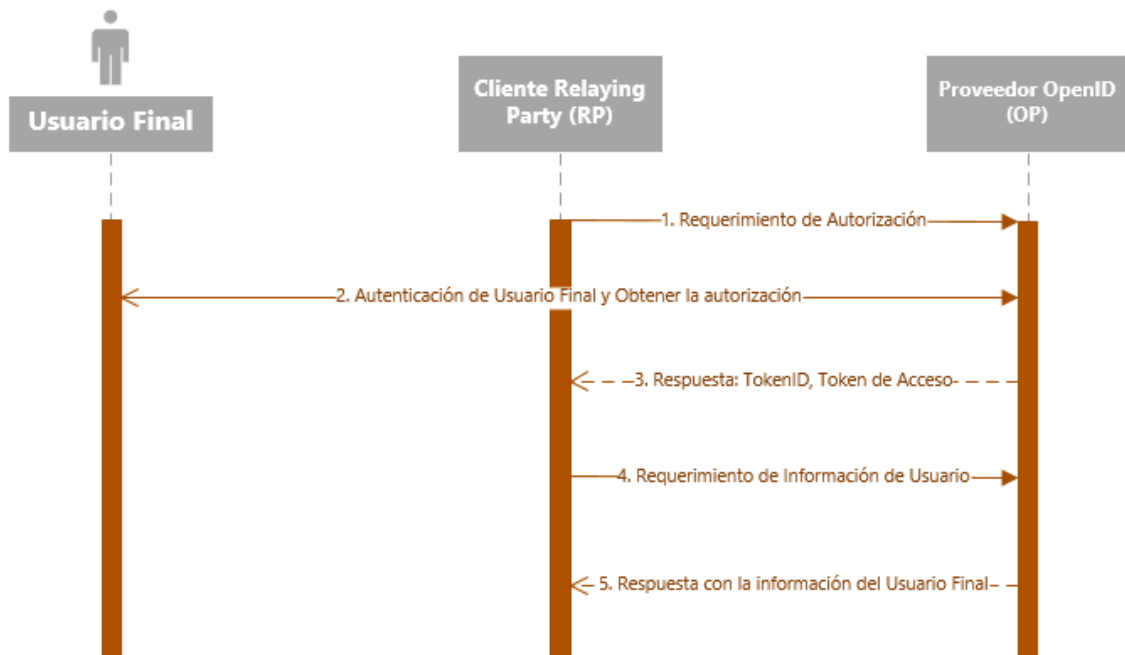 Usuario Final
Cliente Relaying
Party (RP)
Proveedor OpenID
(OP)
1. Requerimiento de Autorización
2. Autenticación de Usuario Final y Obtener la autorización
3. Respuesta: TokenID, Token de Acceso
4. Requerimiento de Información de Usuario
5. Respuesta con la información del Usuario Final